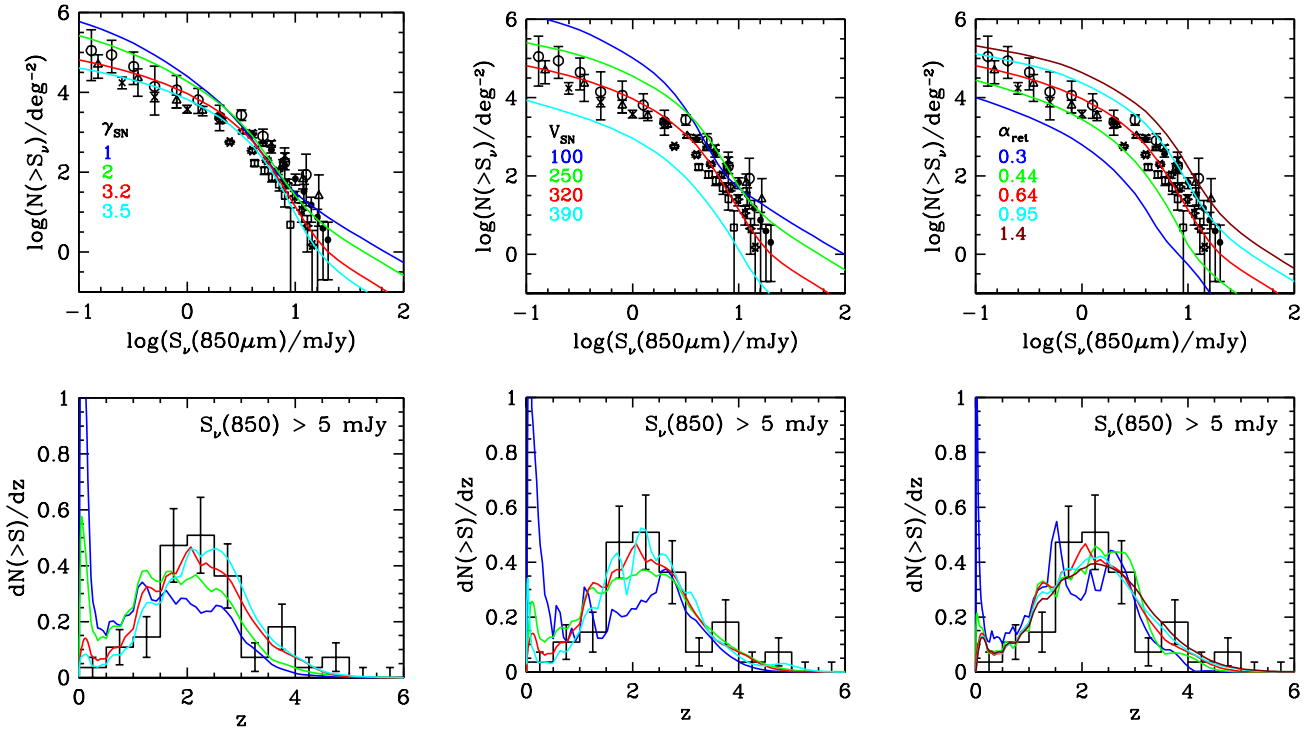 6
4
2
0
log(N(>Sν)/deg⁻²)
γSN
1
2
3.2
3.5
−1 0 1 2
log(Sν(850μm)/mJy)
6
4
2
0
log(N(>Sν)/deg⁻²)
VSN
100
250
320
390
−1 0 1 2
log(Sν(850μm)/mJy)
6
4
2
0
log(N(>Sν)/deg⁻²)
αrel
0.3
0.44
0.64
0.95
1.4
−1 0 1 2
log(Sν(850μm)/mJy)
1
0.8
0.6
0.4
0.2
0
dN(>S)/dz
Sν(850) > 5 mJy
0 2 4 6
z
1
0.8
0.6
0.4
0.2
0
dN(>S)/dz
Sν(850) > 5 mJy
0 2 4 6
z
1
0.8
0.6
0.4
0.2
0
dN(>S)/dz
Sν(850) > 5 mJy
0 2 4 6
z